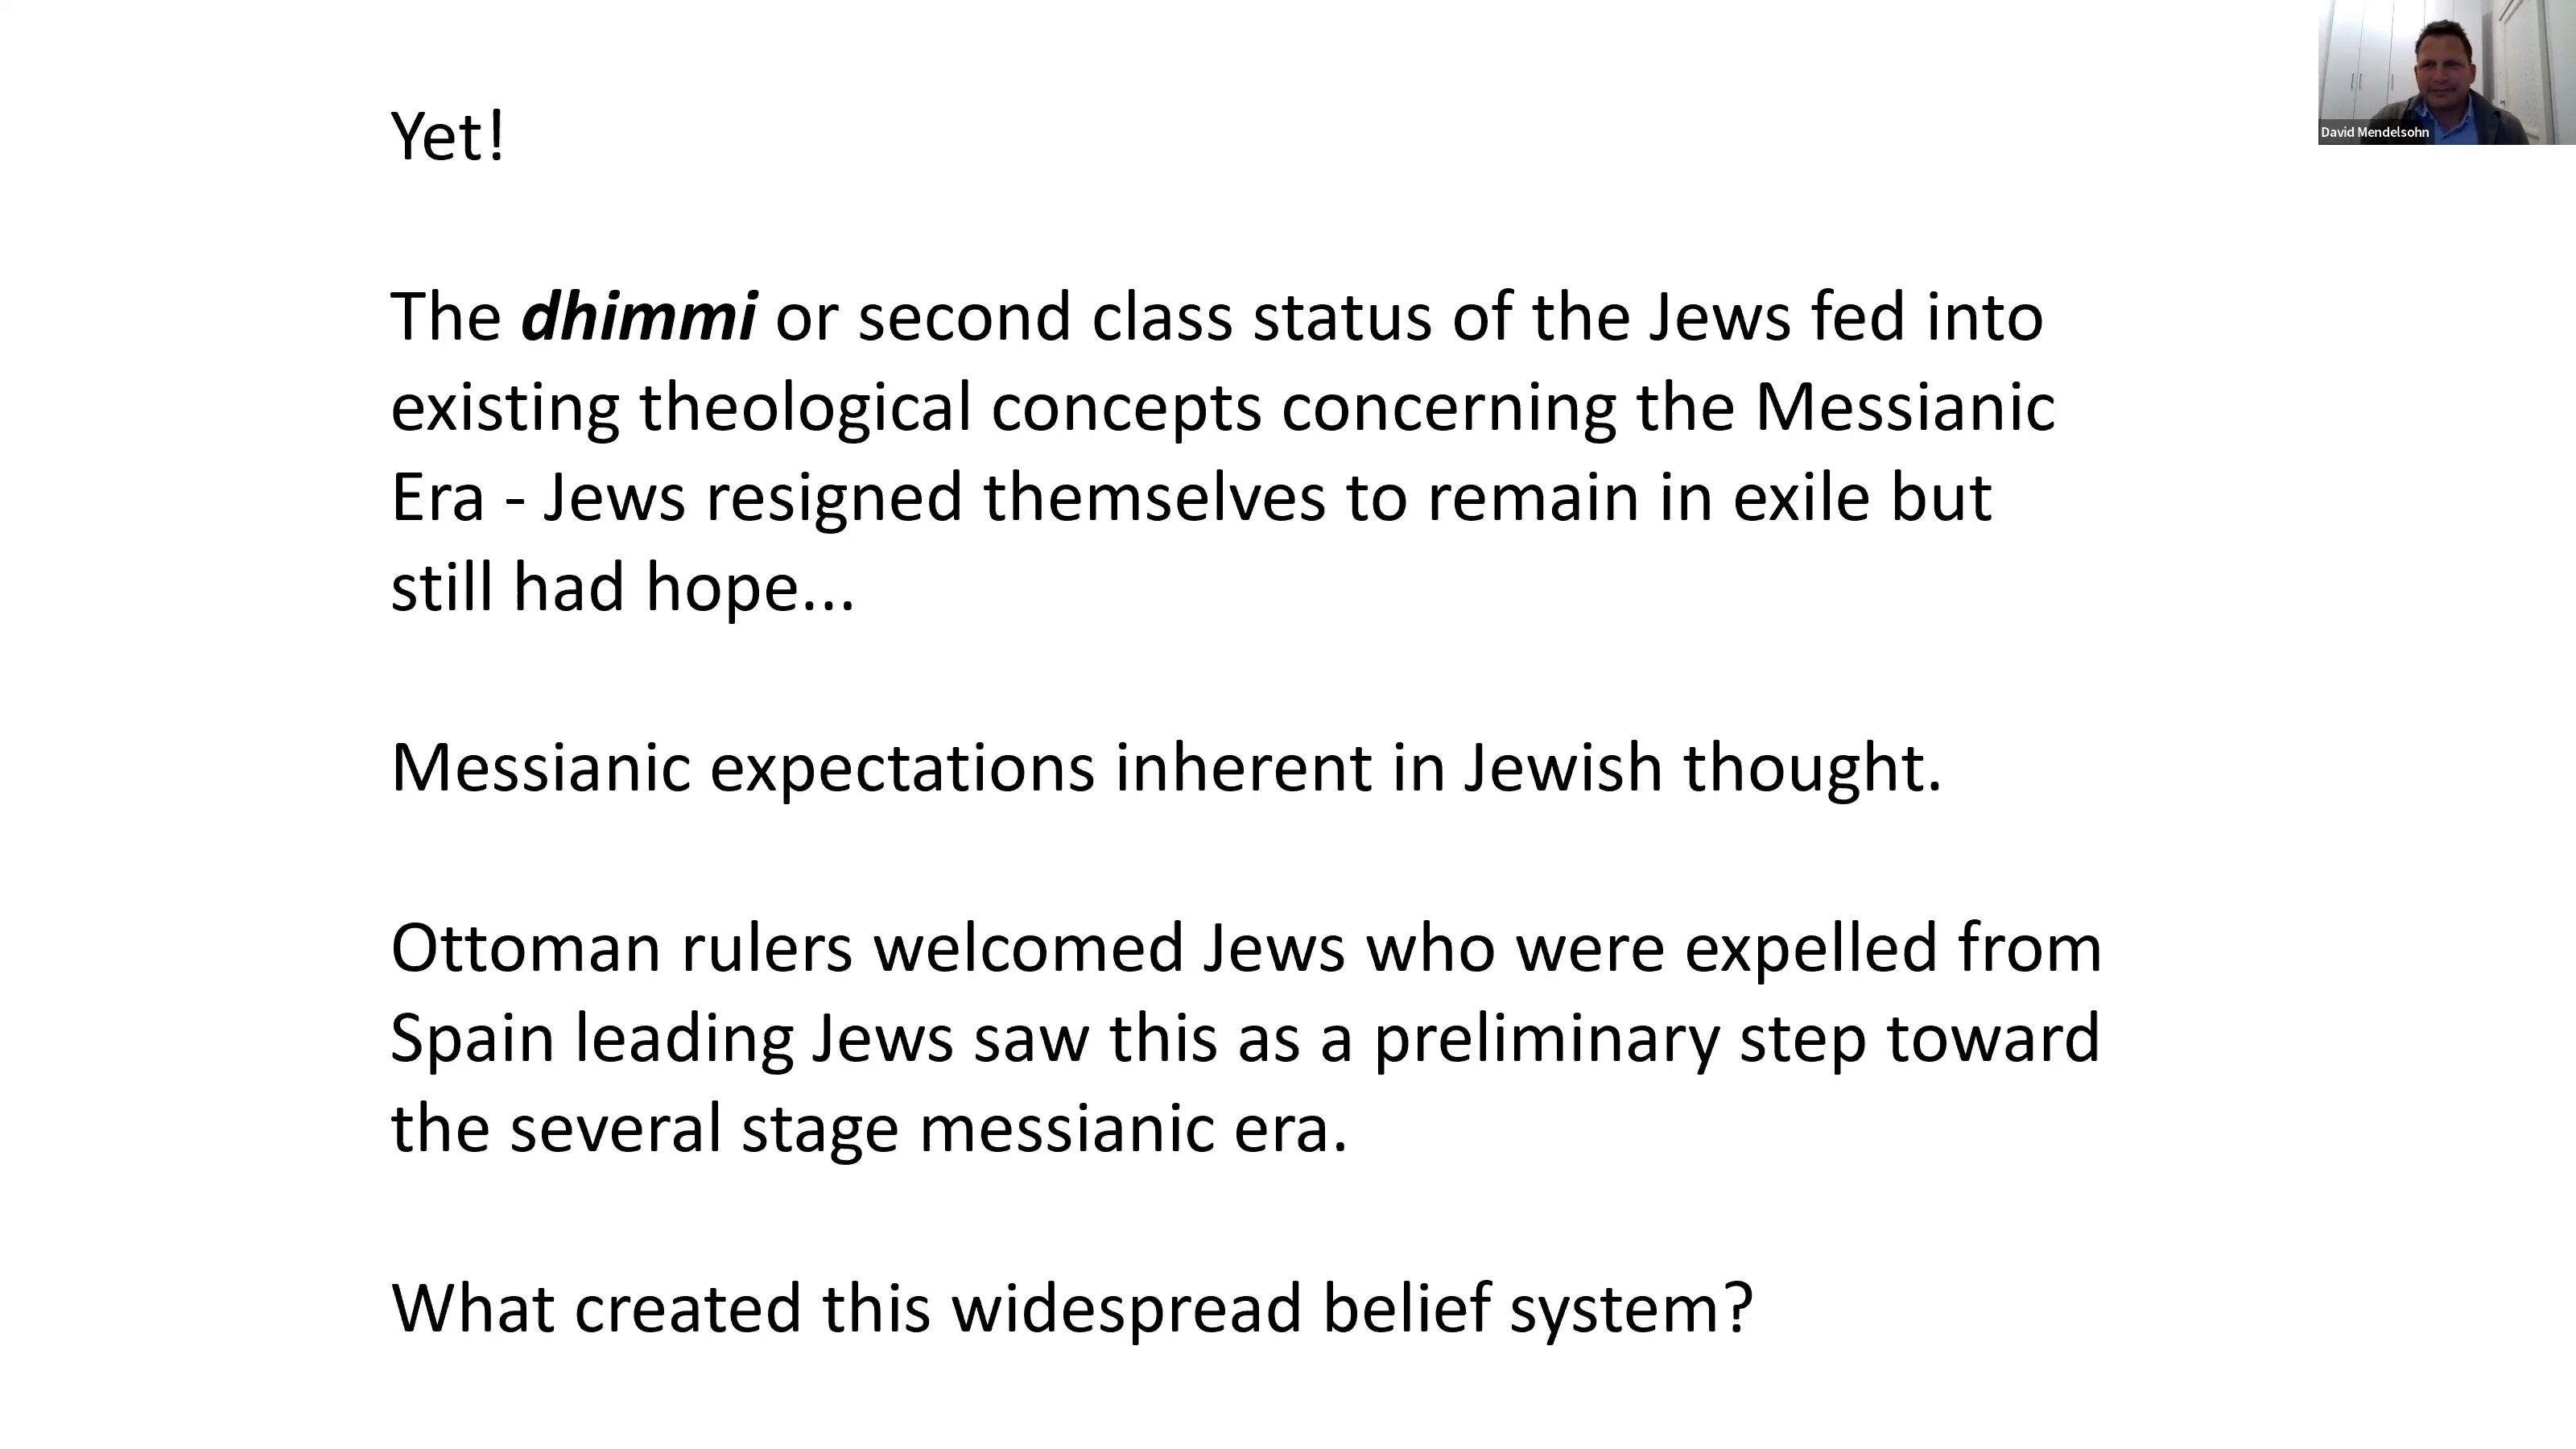 David Mendelsohn
Yet!
The dhimmi or second class status of the Jews fed into
existing theological concepts concerning the Messianic
Era - Jews resigned themselves to remain in exile but
still had hope...
Messianic expectations inherent in Jewish thought.
Ottoman rulers welcomed Jews who were expelled from
Spain leading Jews saw this as a preliminary step toward
the several stage messianic era.
What created this widespread belief system?